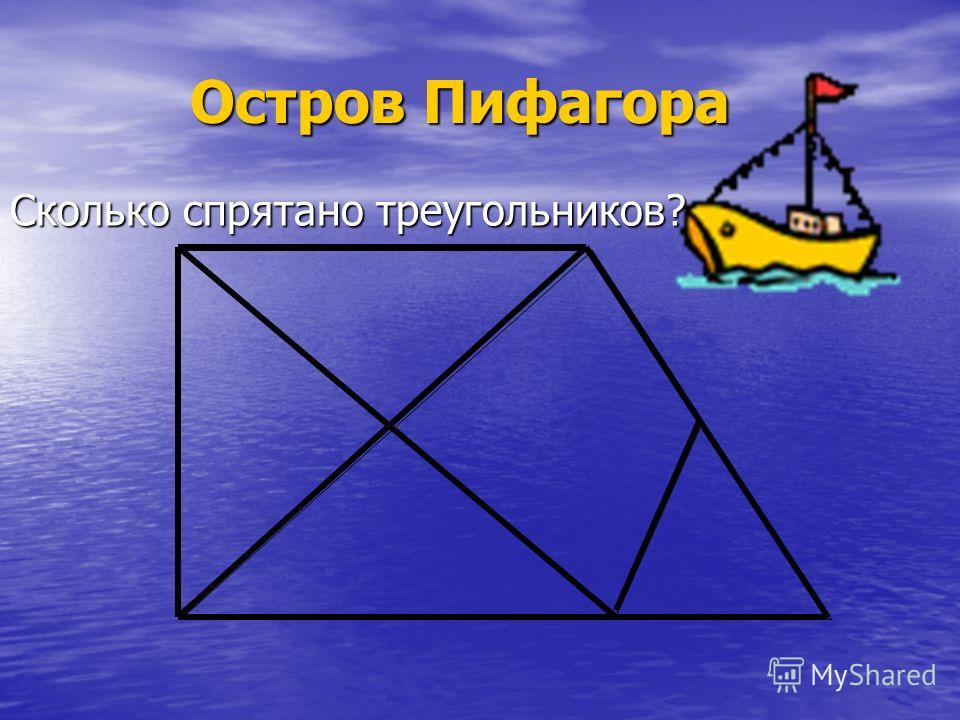 Остров Пифагора
Сколько спрятано треугольников?
MyShared